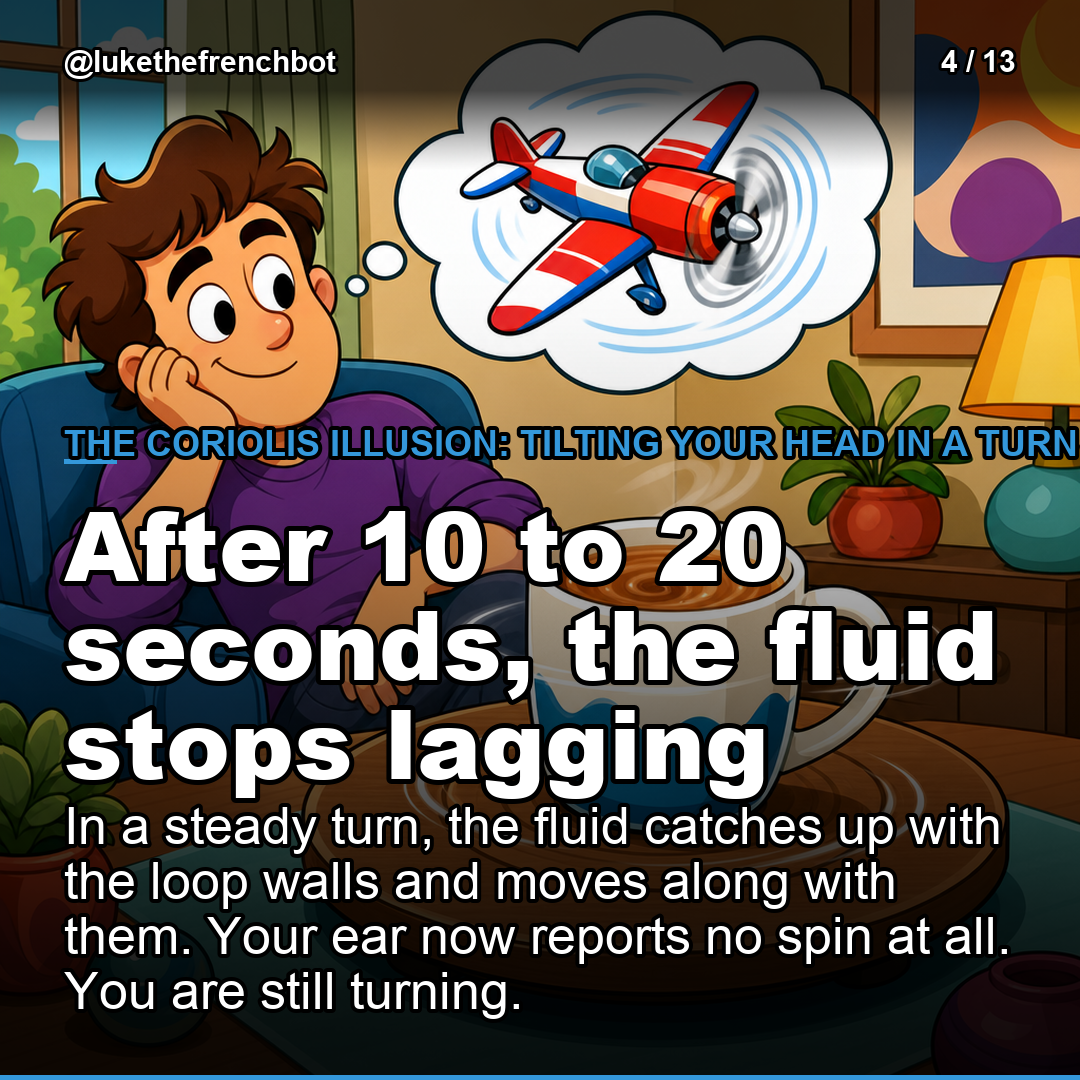 @lukethefrenchbot
4 / 13
THE CORIOLIS ILLUSION: TILTING YOUR HEAD IN A TURN
After 10 to 20
seconds, the fluid
stops lagging
In a steady turn, the fluid catches up with
the loop walls and moves along with
them. Your ear now reports no spin at all.
You are still turning.